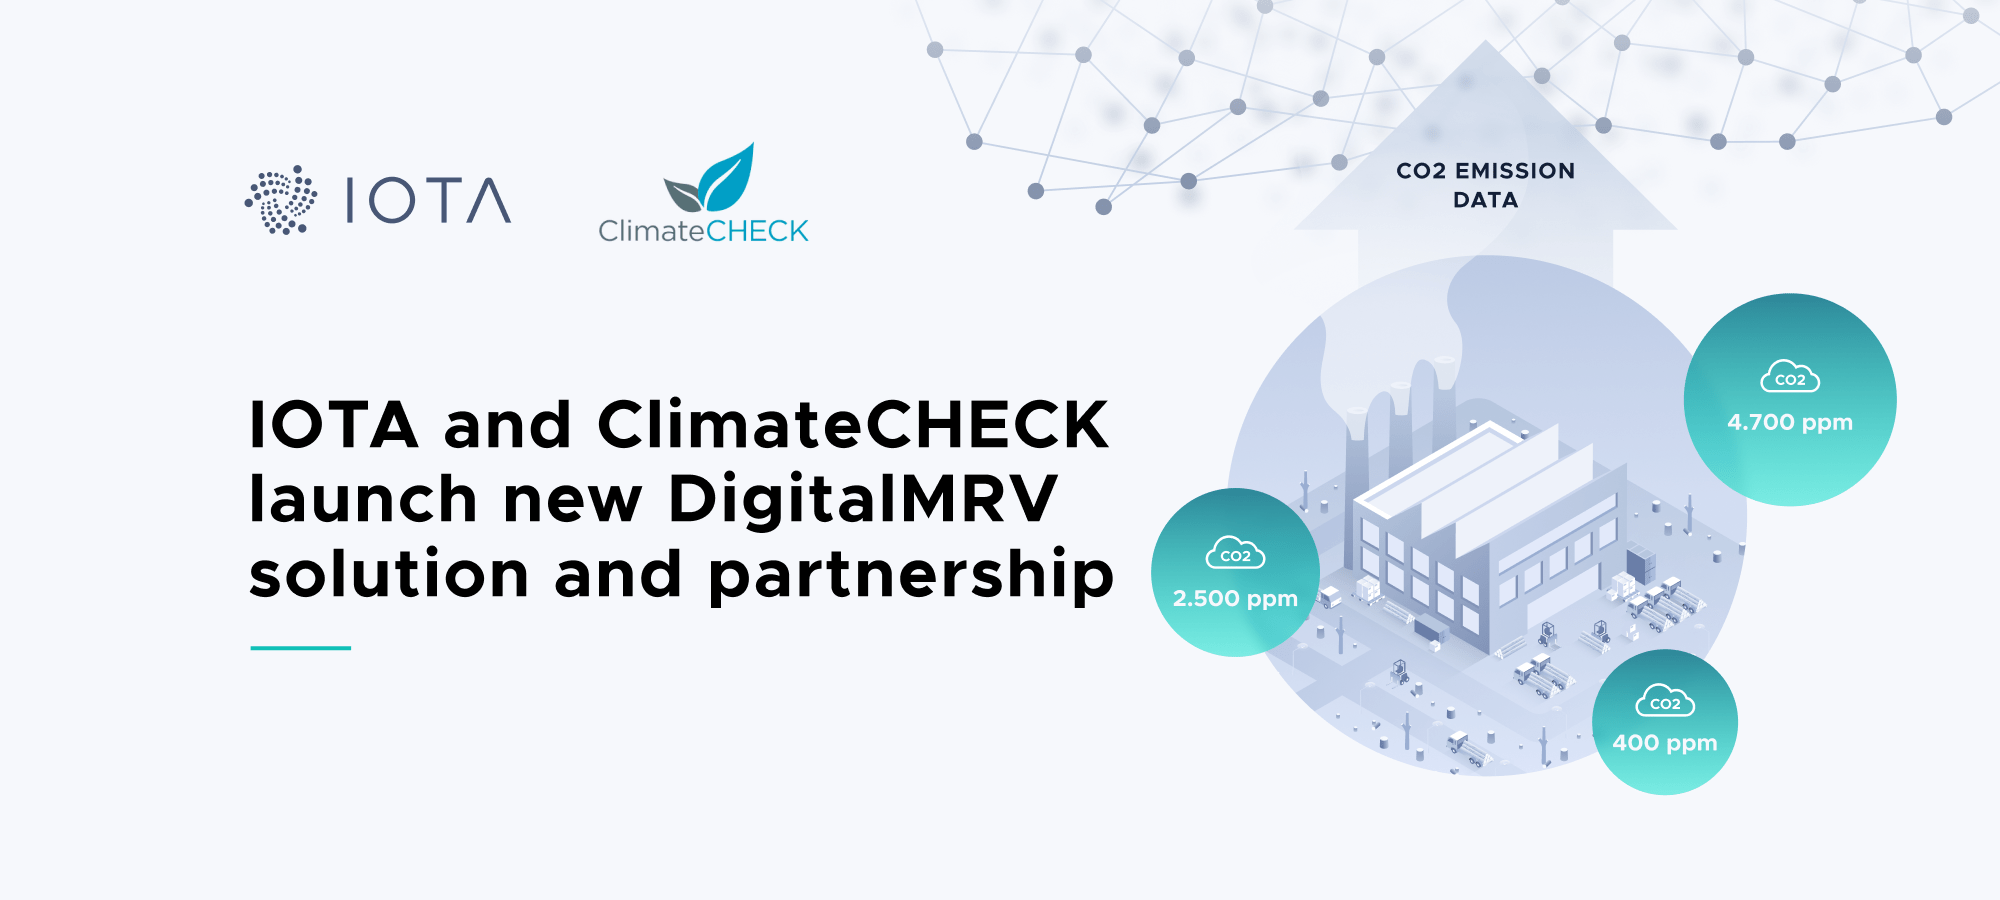 IOTA
ClimateCHECK
IOTA and ClimateCHECK
launch new DigitalMRV
solution and partnership
CO2 EMISSION
DATA
CO2
4.700 ppm
CO2
2.500 ppm
CO2
400 ppm